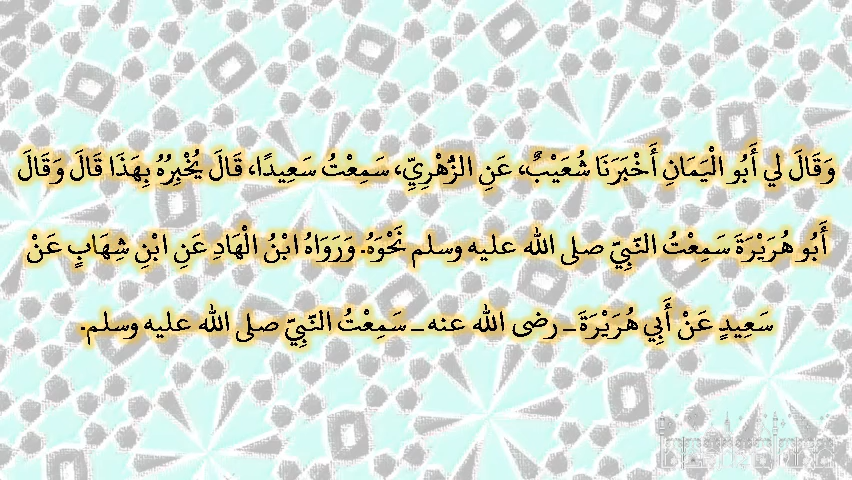 وَقَالَ لي أَبُو الْيَمَانِ أَخْبَرَنَا شُعَيْبٌ، عَنِ الزُّهْرِيِّ، سَمِعْتُ سَعِيدًا، قَالَ يُخْبِرُهُ بِهَذَا قَالَ وَقَالَ
أَبُو هُرَيْرَةَ سَمِعْتُ النَّبِيّ صلى الله عليه وسلم نَحْوَهُ. وَرَوَاهُ ابْنُ الْهَادِ عَنِ ابْنِ شِهَابٍ عَنْ
سَعِيدٍ عَنْ أَبِي هُرَيْرَةَ ـ رضى الله عنه ـ سَمِعْتُ النَّبِيّ صلى الله عليه وسلم.